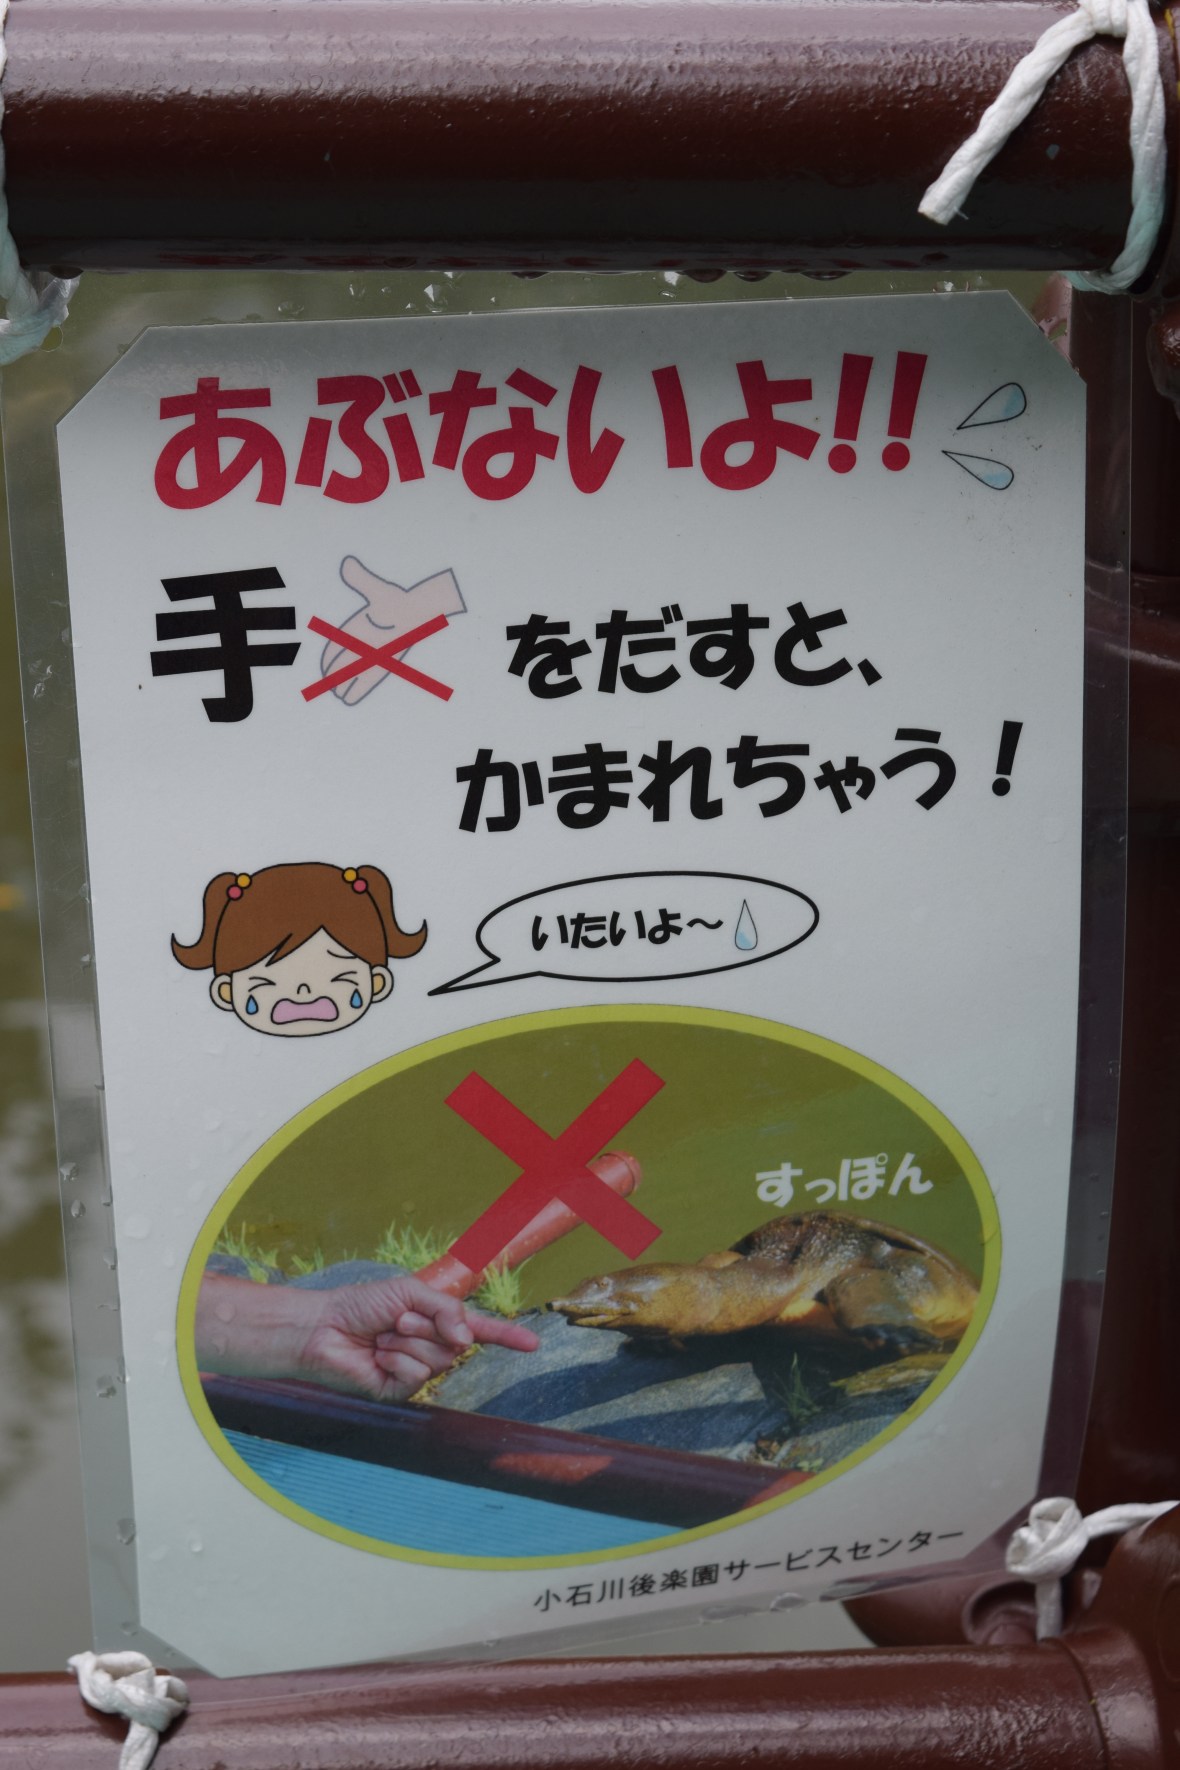 あぶないよ!!
手をだすと、
かまれちゃう！
いたいよ～
すっぽん
小石川後楽園サービスセンター